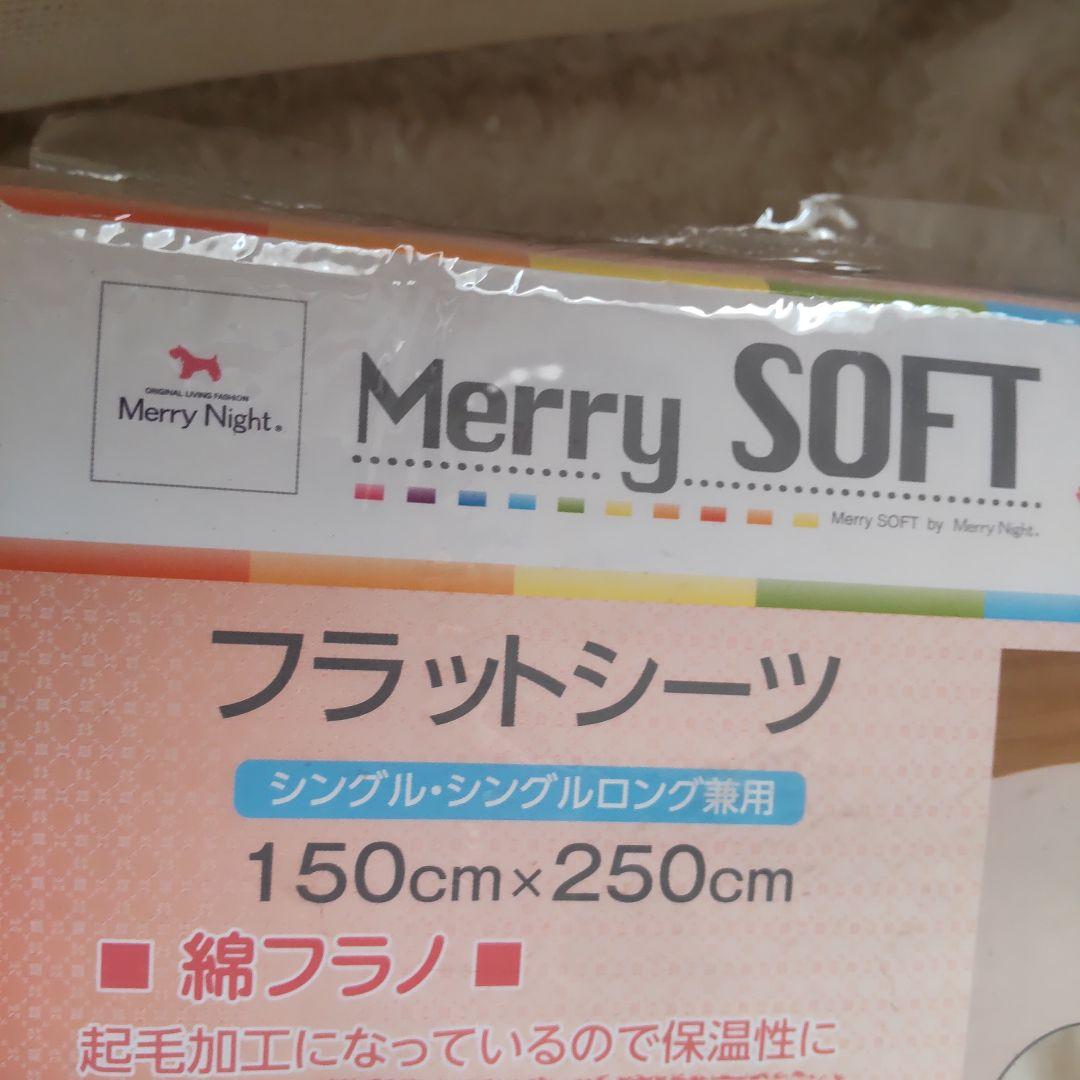 ORIGINAL LIVING FASHION
Merry Night®
Merry SOFT
Merry SOFT by Merry Night®
フラットシーツ
シングル・シングルロング兼用
150cm×250cm
■ 綿フラノ ■
起毛加工になっているので保温性に